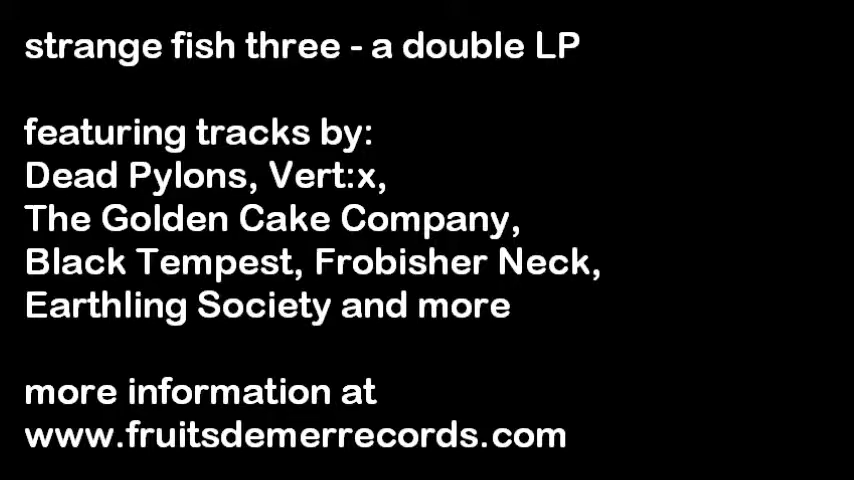 strange fish three - a double LP
featuring tracks by:
Dead Pylons, Vert:x,
The Golden Cake Company,
Black Tempest, Frobisher Neck,
Earthling Society and more
more information at
www.fruitsdemerrecords.com